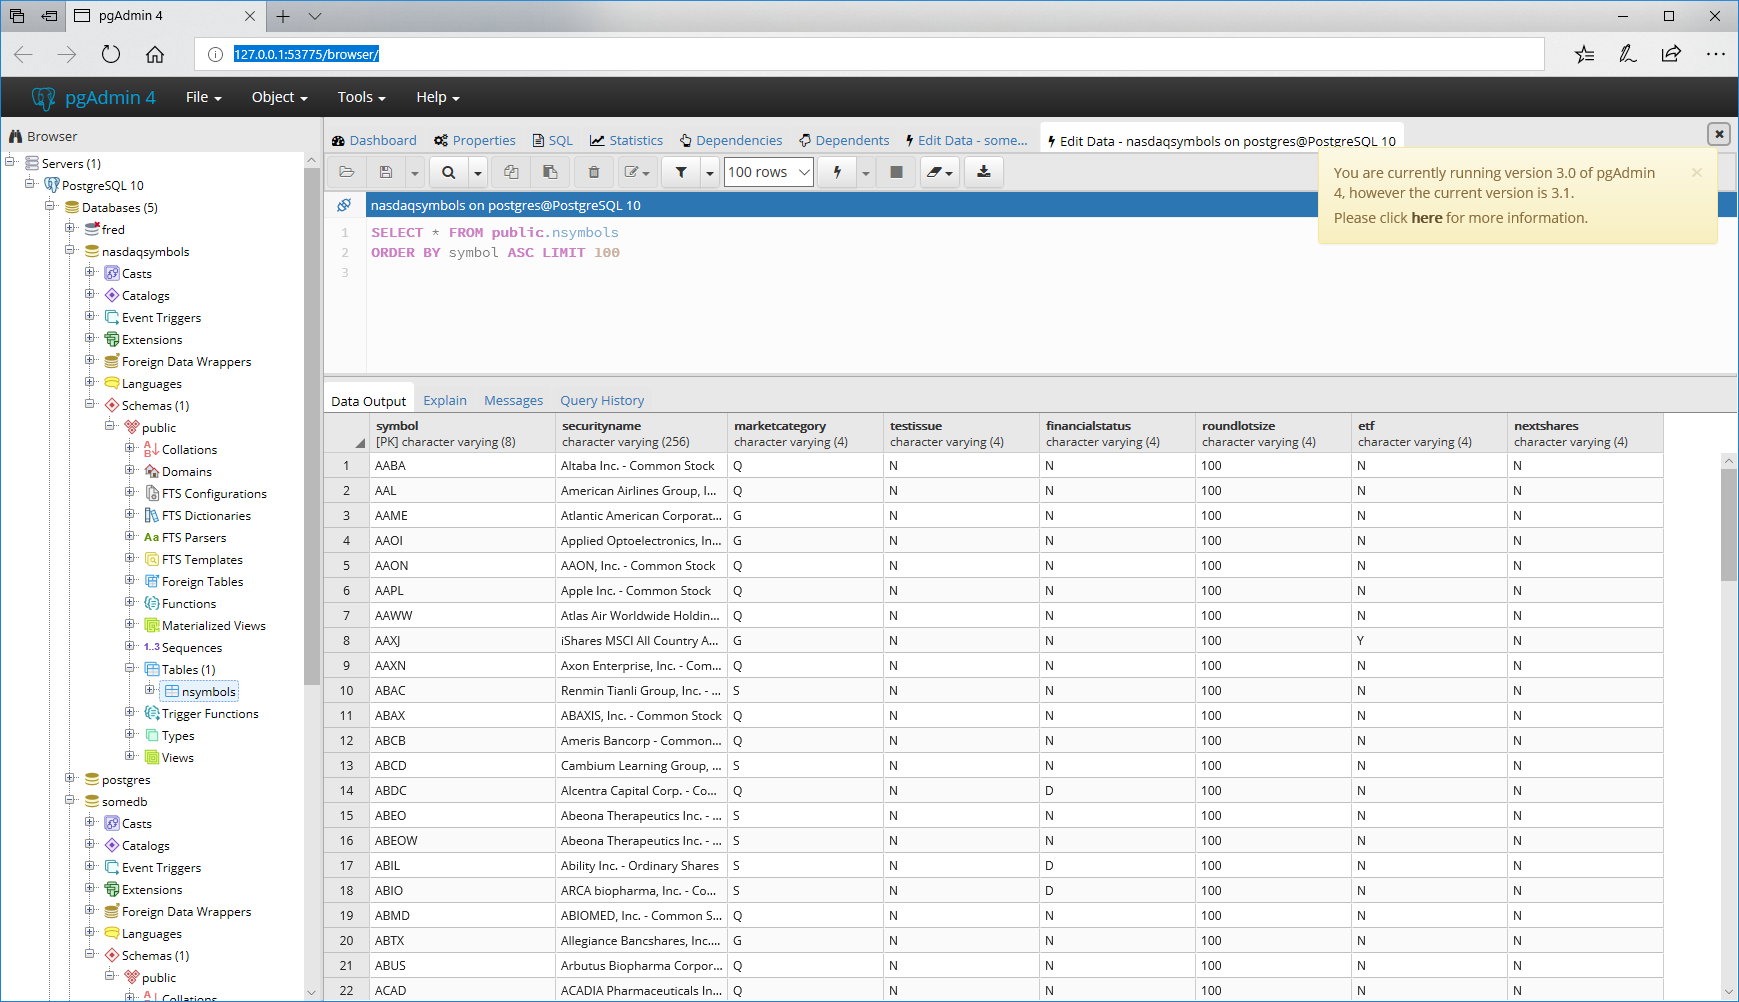 pgAdmin 4
127.0.0.1:53775/browser/
pgAdmin 4 File Object Tools Help
Browser
Servers (1)
PostgreSQL 10
Databases (5)
fred
nasdaqsymbols
Casts
Catalogs
Event Triggers
Extensions
Foreign Data Wrappers
Languages
Schemas (1)
public
Collations
Domains
FTS Configurations
FTS Dictionaries
Aa FTS Parsers
FTS Templates
Foreign Tables
Functions
Materialized Views
1..3 Sequences
Tables (1)
nsymbols
Trigger Functions
Types
Views
postgres
somedb
Casts
Catalogs
Event Triggers
Extensions
Foreign Data Wrappers
Languages
Schemas (1)
public
Collations
Dashboard Properties SQL Statistics Dependencies Dependents Edit Data - some... Edit Data - nasdaqsymbols on postgres@PostgreSQL 10
100 rows
You are currently running version 3.0 of pgAdmin
4, however the current version is 3.1.
Please click here for more information.
nasdaqsymbols on postgres@PostgreSQL 10
1 SELECT * FROM public.nsymbols
2 ORDER BY symbol ASC LIMIT 100
3
Data Output Explain Messages Query History
symbol securityname marketcategory testissue financialstatus roundlotsize etf nextshares
[PK] character varying (8) character varying (256) character varying (4) character varying (4) character varying (4) character varying (4) character varying (4) character varying (4)
1 AABA Altaba Inc. - Common Stock Q N N 100 N N
2 AAL American Airlines Group, I... Q N N 100 N N
3 AAME Atlantic American Corporat... G N N 100 N N
4 AAOI Applied Optoelectronics, In... G N N 100 N N
5 AAON AAON, Inc. - Common Stock Q N N 100 N N
6 AAPL Apple Inc. - Common Stock Q N N 100 N N
7 AAWW Atlas Air Worldwide Holdin... Q N N 100 N N
8 AAXJ iShares MSCI All Country A... G N N 100 Y N
9 AAXN Axon Enterprise, Inc. - Com... Q N N 100 N N
10 ABAC Renmin Tianli Group, Inc. - ... S N N 100 N N
11 ABAX ABAXIS, Inc. - Common Stock Q N N 100 N N
12 ABCB Ameris Bancorp - Common... Q N N 100 N N
13 ABCD Cambium Learning Group, ... S N N 100 N N
14 ABDC Alcentra Capital Corp. - Co... Q N D 100 N N
15 ABEO Abeona Therapeutics Inc. - ... S N N 100 N N
16 ABEOW Abeona Therapeutics Inc. - ... S N N 100 N N
17 ABIL Ability Inc. - Ordinary Shares S N D 100 N N
18 ABIO ARCA biopharma, Inc. - Co... S N D 100 N N
19 ABMD ABIOMED, Inc. - Common S... Q N N 100 N N
20 ABTX Allegiance Bancshares, Inc.... G N N 100 N N
21 ABUS Arbutus Biopharma Corpor... Q N N 100 N N
22 ACAD ACADIA Pharmaceuticals In... Q N N 100 N N